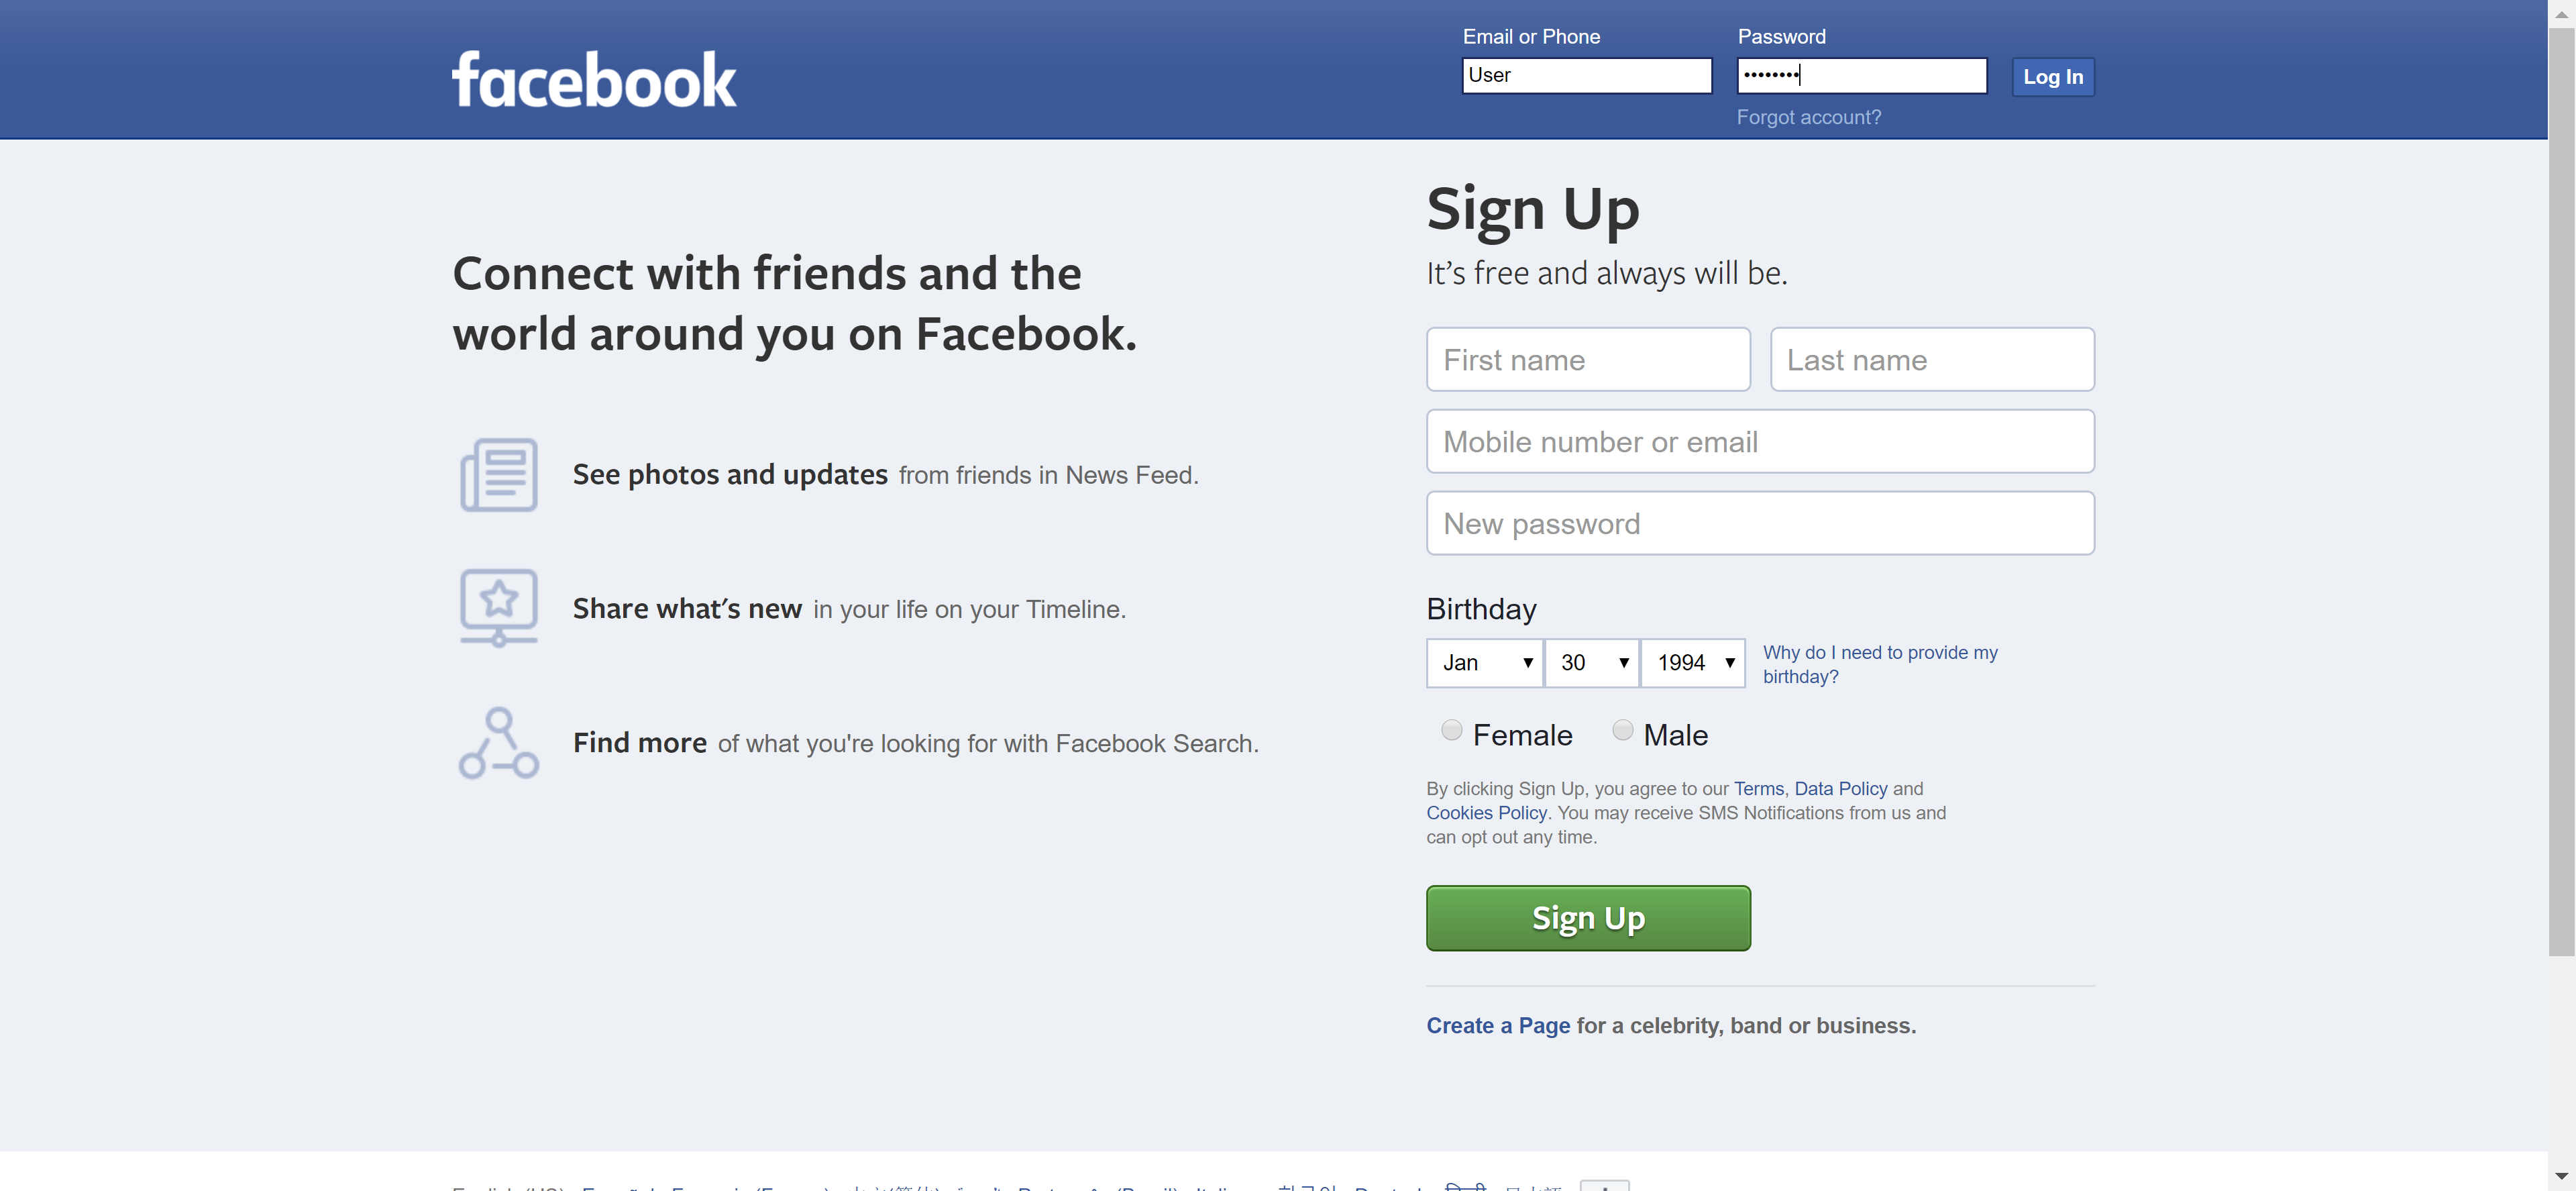 facebook
Email or Phone
Password
User
••••••••
Log In
Forgot account?
Sign Up
It's free and always will be.
Connect with friends and the
world around you on Facebook.
First name
Last name
Mobile number or email
New password
See photos and updates from friends in News Feed.
Share what's new in your life on your Timeline.
Find more of what you're looking for with Facebook Search.
Birthday
Jan
30
1994
Why do I need to provide my
birthday?
Female
Male
By clicking Sign Up, you agree to our Terms, Data Policy and
Cookies Policy. You may receive SMS Notifications from us and
can opt out any time.
Sign Up
Create a Page for a celebrity, band or business.